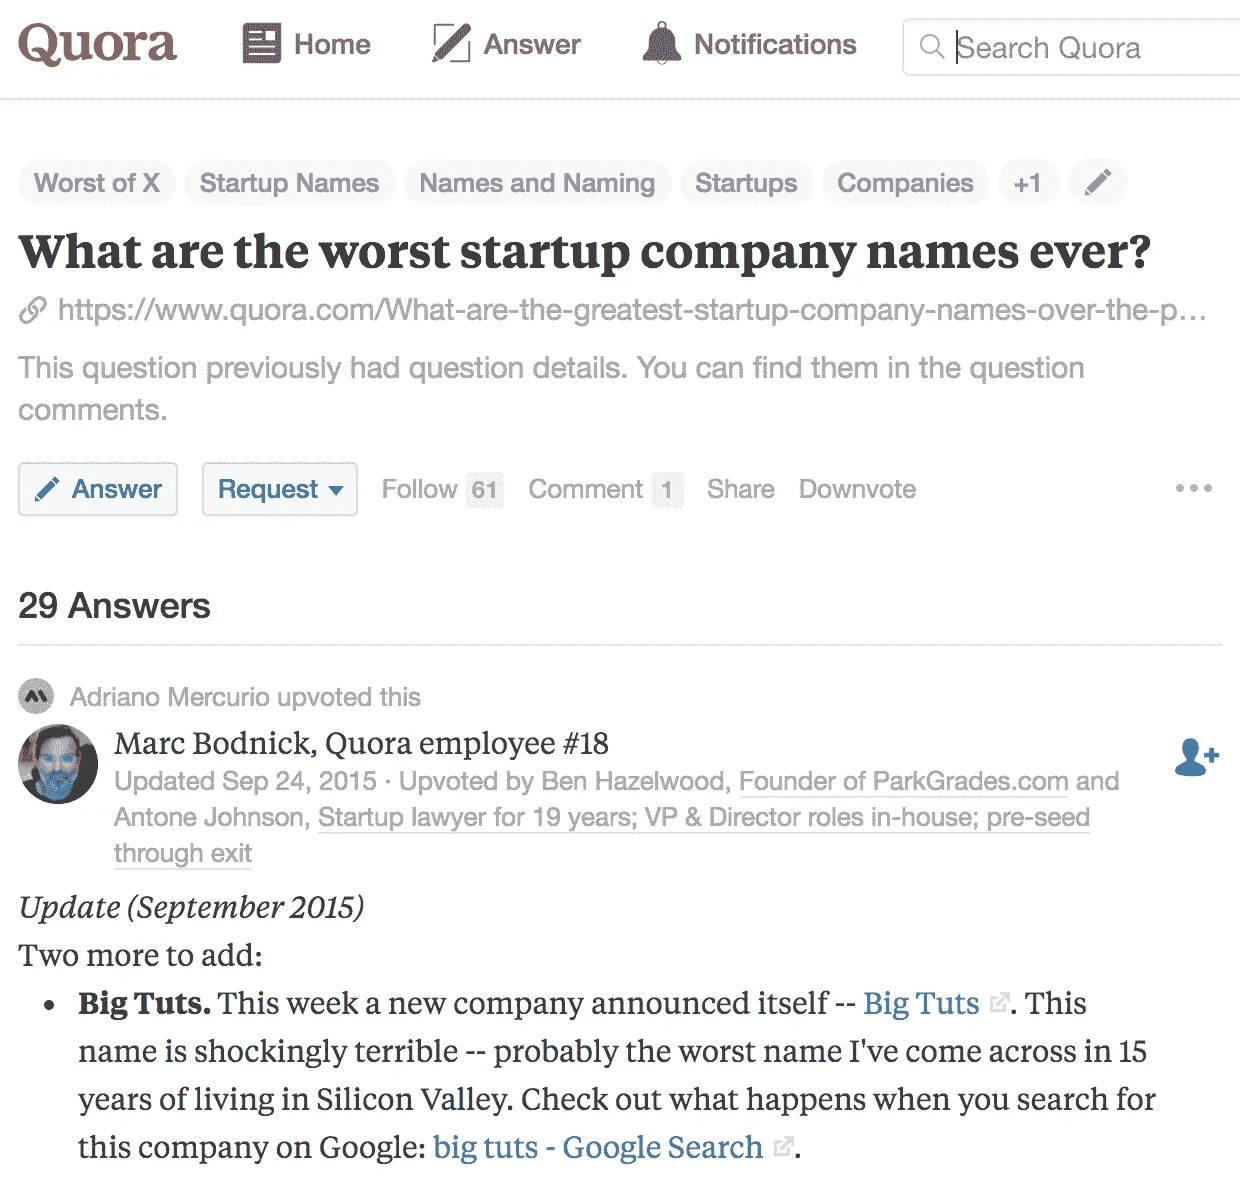 Quora Home Answer Notifications Search Quora
Worst of X Startup Names Names and Naming Startups Companies +1
What are the worst startup company names ever?
https://www.quora.com/What-are-the-greatest-startup-company-names-over-the-p...
This question previously had question details. You can find them in the question
comments.
Answer Request Follow 61 Comment 1 Share Downvote
29 Answers
Adriano Mercurio upvoted this
Marc Bodnick, Quora employee #18
Updated Sep 24, 2015 · Upvoted by Ben Hazelwood, Founder of ParkGrades.com and
Antone Johnson, Startup lawyer for 19 years; VP & Director roles in-house; pre-seed
through exit
Update (September 2015)
Two more to add:
• Big Tuts. This week a new company announced itself -- Big Tuts. This
name is shockingly terrible -- probably the worst name I've come across in 15
years of living in Silicon Valley. Check out what happens when you search for
this company on Google: big tuts - Google Search.